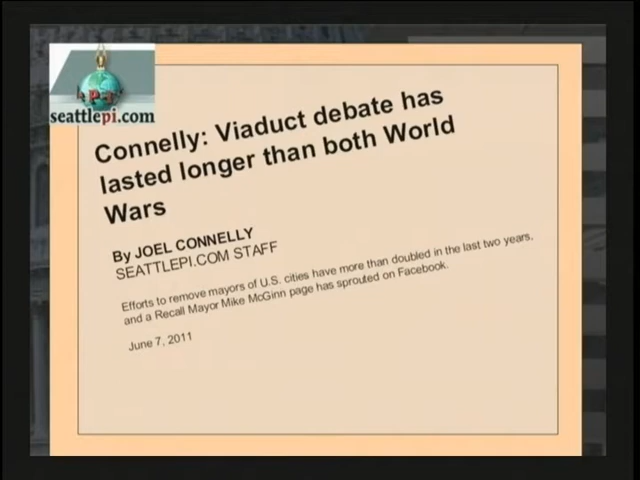 seattlepi.com
Connelly: Viaduct debate has
lasted longer than both World
Wars
By JOEL CONNELLY
SEATTLEPI.COM STAFF
Efforts to remove mayors of U.S. cities have more than doubled in the last two years,
and a Recall Mayor Mike McGinn page has sprouted on Facebook.
June 7, 2011